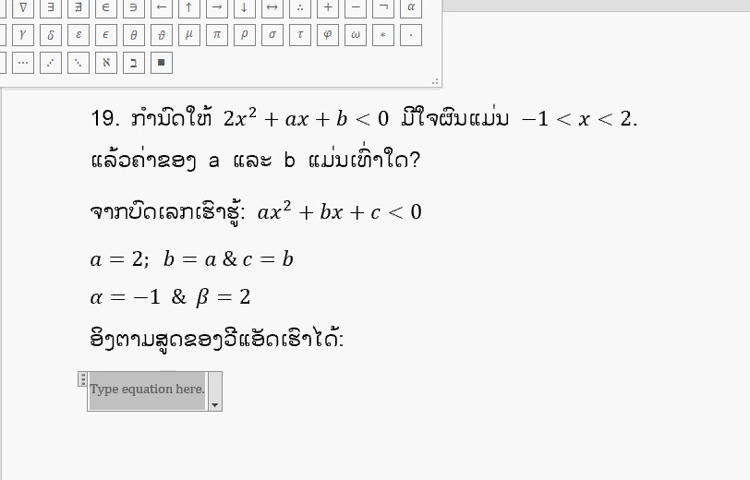 ∇ ∃ ∄ ∈ ∋ ← ↑ → ↓ ↔ ∴ + − ¬ α
γ δ ε ϵ θ ϑ μ π ρ σ τ φ ω ∗ ∙
⋯ ⋰ ⋱ ℵ ℶ ■
19. ກຳນົດໃຫ້ 2x² + ax + b < 0 ມີໃຈຜົນແມ່ນ −1 < x < 2.
ແລ້ວຄ່າຂອງ a ແລະ b ແມ່ນເທົ່າໃດ?
ຈາກບົດເລກເຮົາຮູ້: ax² + bx + c < 0
a = 2; b = a & c = b
α = −1 & β = 2
ອີງຕາມສູດຂອງວີແອັດເຮົາໄດ້:
Type equation here.